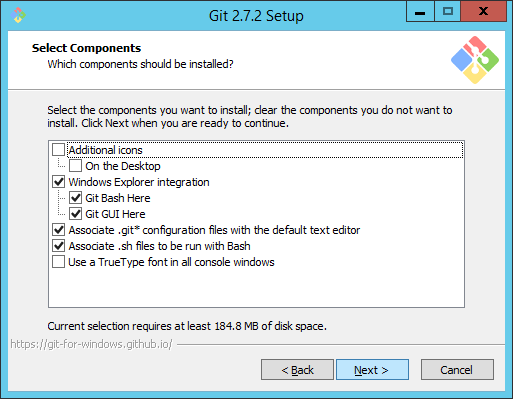 Git 2.7.2 Setup
Select Components
Which components should be installed?
Select the components you want to install; clear the components you do not want to
install. Click Next when you are ready to continue.
Additional icons
On the Desktop
Windows Explorer integration
Git Bash Here
Git GUI Here
Associate .git* configuration files with the default text editor
Associate .sh files to be run with Bash
Use a TrueType font in all console windows
Current selection requires at least 184.8 MB of disk space.
https://git-for-windows.github.io/
< Back Next > Cancel